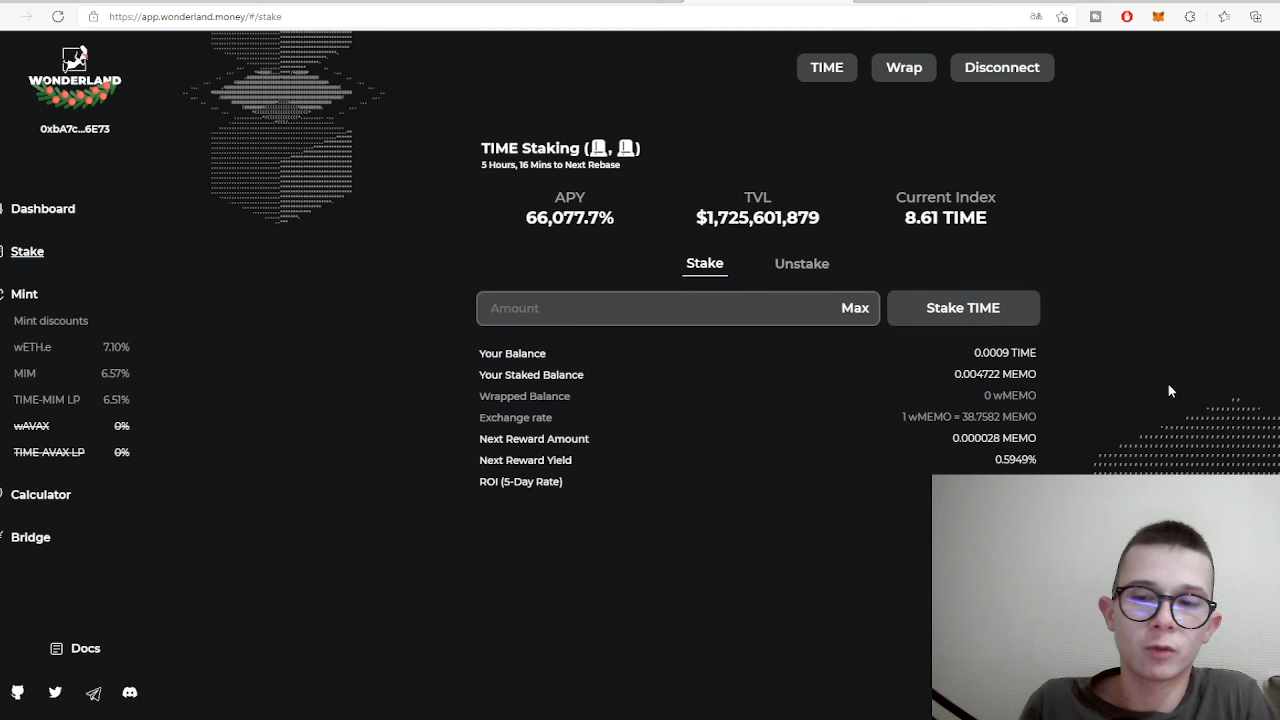 https://app.wonderland.money/#/stake
WONDERLAND
0xbA7c...6E73
Dashboard
Stake
Mint
Mint discounts
wETH.e 7.10%
MIM 6.57%
TIME-MIM LP 6.51%
wAVAX 0%
TIME-AVAX LP 0%
Calculator
Bridge
Docs
TIME
Wrap
Disconnect
TIME Staking (🎩, 🎩)
5 Hours, 16 Mins to Next Rebase
APY
66,077.7%
TVL
$1,725,601,879
Current Index
8.61 TIME
Stake
Unstake
Amount
Max
Stake TIME
Your Balance 0.0009 TIME
Your Staked Balance 0.004722 MEMO
Wrapped Balance 0 wMEMO
Exchange rate 1 wMEMO = 38.7582 MEMO
Next Reward Amount 0.000028 MEMO
Next Reward Yield 0.5949%
ROI (5-Day Rate)